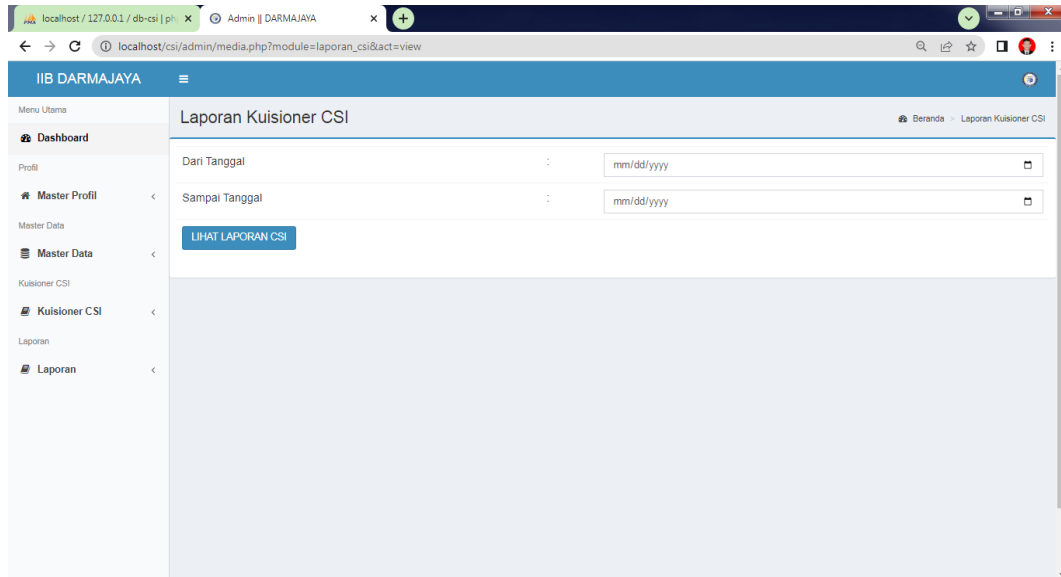 localhost / 127.0.0.1 / db-csi | ph
Admin || DARMAJAYA
localhost/csi/admin/media.php?module=laporan_csi&act=view
IIB DARMAJAYA
Menu Utama
Dashboard
Profil
Master Profil
Master Data
Master Data
Kuisioner CSI
Kuisioner CSI
Laporan
Laporan
Laporan Kuisioner CSI
Beranda > Laporan Kuisioner CSI
Dari Tanggal : mm/dd/yyyy
Sampai Tanggal : mm/dd/yyyy
LIHAT LAPORAN CSI